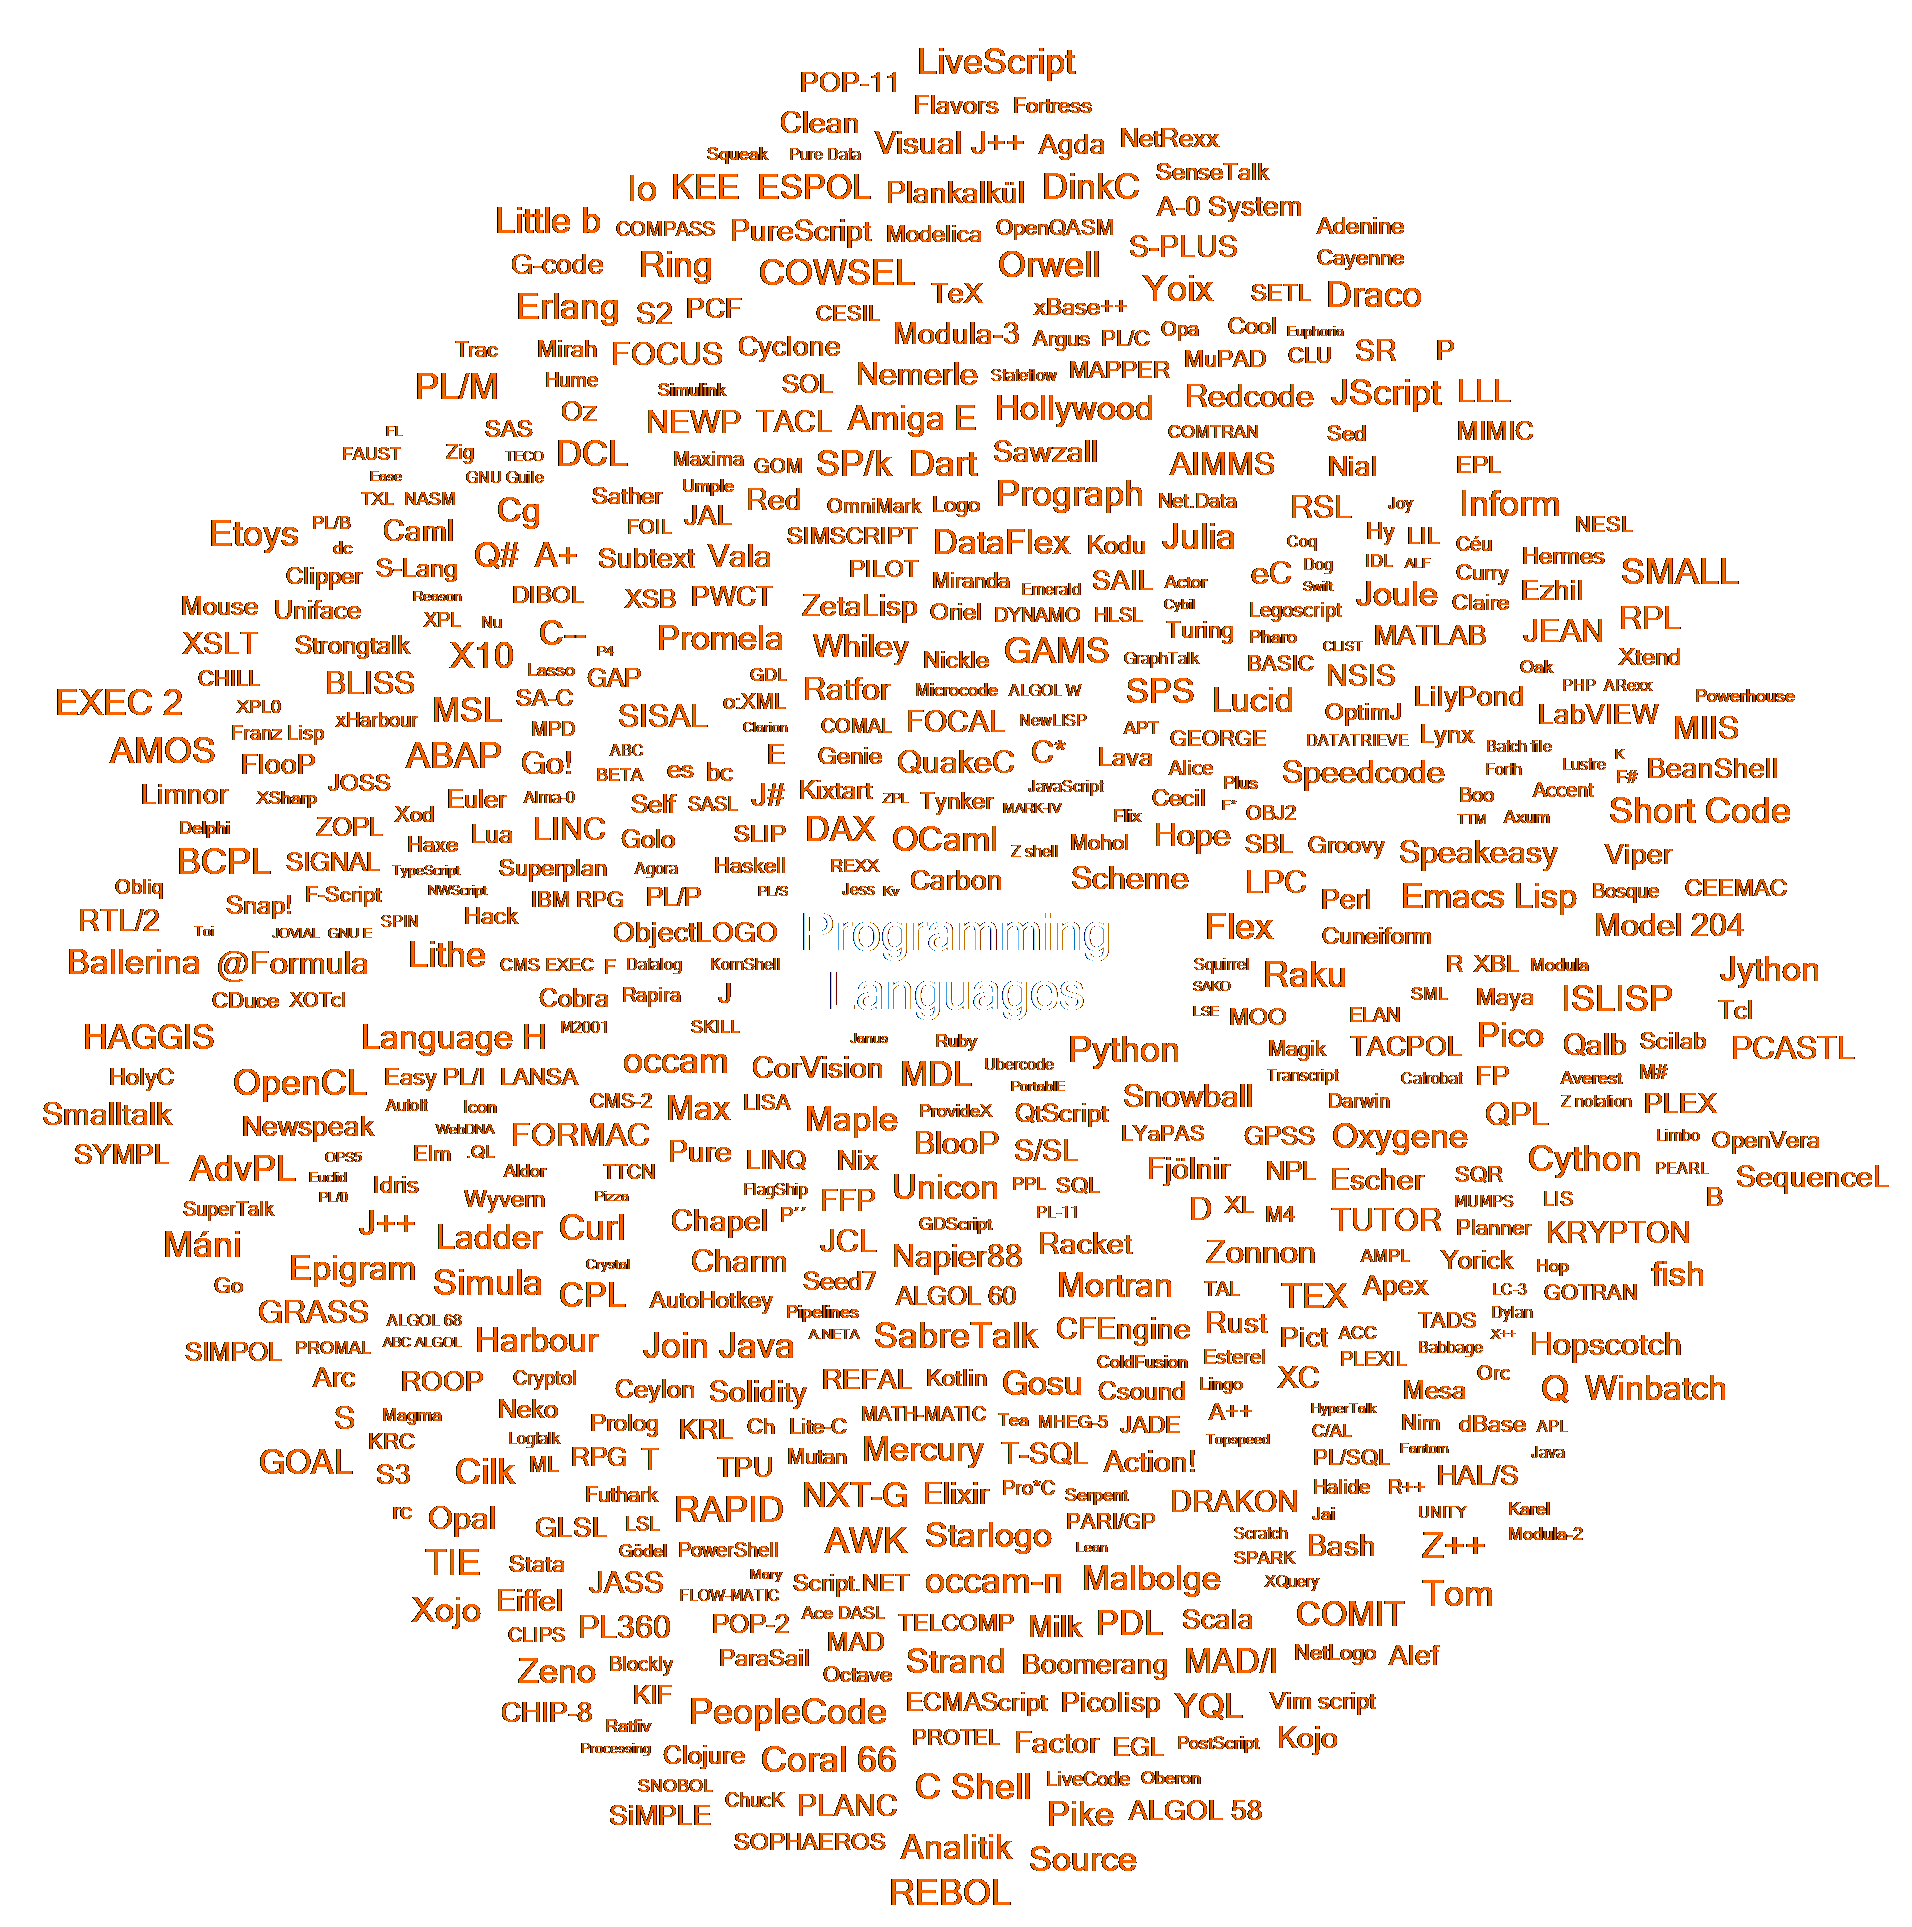 LiveScript
POP-11
Flavors Fortress
Clean
Visual J++ Agda NetRexx
Squeak Pure Data
SenseTalk
Io KEE ESPOL Plankalkül DinkC
A-0 System
Little b COMPASS PureScript Modelica OpenQASM Adenine
S-PLUS
G-code Ring COWSEL Orwell Cayenne
TeX Yoix SETL Draco
Erlang S2 PCF CESIL xBase++
Modula-3 Argus PL/C Opa Cool Euphoria
Trac Mirah FOCUS Cyclone MuPAD CLU SR P
PL/M Hume Simulink SOL Nemerle Stateflow MAPPER
Redcode JScript LLL
Oz NEWP TACL Amiga E Hollywood
FL SAS COMTRAN Sed MIMIC
FAUST Zig TECO DCL Maxima GOM SP/k Dart Sawzall AIMMS Nial EPL
Ease GNU Guile
TXL NASM Cg Sather Umple Red OmniMark Logo Prograph Net.Data RSL Joy Inform
Etoys PL/B Caml FOIL JAL NESL
dc SIMSCRIPT DataFlex Kodu Julia Coq Hy LIL Céu
Q# A+ Subtext Vala Hermes
Clipper S-Lang PILOT Miranda Emerald SAIL Actor eC Dog IDL ALF Curry SMALL
Swift
Mouse Uniface Reason DIBOL XSB PWCT ZetaLisp Oriel DYNAMO HLSL Cybil Legoscript Joule Claire Ezhil
XPL Nu RPL
XSLT Strongtalk C-- Promela Whiley GAMS Turing Pharo MATLAB JEAN
X10 P4 Nickle GraphTalk BASIC CLIST Xtend
CHILL BLISS Lasso GAP GDL Oak
EXEC 2 XPL0 xHarbour MSL SA-C SISAL o:XML Ratfor Microcode ALGOL W SPS Lucid NSIS LilyPond PHP ARexx Powerhouse
Franz Lisp MPD Clarion COMAL FOCAL NewLISP APT OptimJ LabVIEW MIIS
AMOS FlooP ABAP Go! ABC E Genie QuakeC C* Lava GEORGE DATATRIEVE Lynx Batch file K
JOSS BETA es bc Alice Speedcode Forth Lustre F# BeanShell
Limnor XSharp Xod Euler Alma-0 Self SASL J# Kixtart ZPL Tynker JavaScript Cecil Plus Boo Accent
MARK-IV Flix F* OBJ2 TTM Axum Short Code
Delphi ZOPL Haxe Lua LINC Golo SLIP DAX OCaml Z shell Mohol Hope SBL Groovy Speakeasy Viper
BCPL SIGNAL TypeScript Superplan Agora Haskell REXX
Obliq F-Script NWScript IBM RPG PL/P PL/S Jess Kv Carbon Scheme LPC Perl Emacs Lisp Bosque CEEMAC
RTL/2 Snap! SPIN Hack
Toi JOVIAL GNU E ObjectLOGO Programming Flex Cuneiform Model 204
Ballerina @Formula Lithe CMS EXEC F Datalog KornShell Squirrel Raku R XBL Modula Jython
CDuce XOTcl Cobra Rapira J Languages SAKO SML Maya ISLISP
LSE MOO ELAN Tcl
HAGGIS Language H M2001 SKILL Janus Ruby Python Magik TACPOL Pico Qalb Scilab PCASTL
occam CorVision MDL Ubercode
HolyC OpenCL Easy PL/I LANSA PortablE Transcript Catrobat FP Averest M#
Smalltalk AutoIt Icon CMS-2 Max LISA Maple ProvideX QtScript Snowball Darwin QPL Z notation PLEX
Newspeak WebDNA FORMAC BlooP S/SL LYaPAS GPSS Oxygene Limbo OpenVera
SYMPL AdvPL OPS5 Elm .QL Aldor TTCN Pure LINQ Nix Fjölnir NPL Escher SQR Cython PEARL SequenceL
Euclid Idris Wyvern Pizza FlagShip FFP Unicon PPL SQL MUMPS LIS B
PL/0
SuperTalk J++ Ladder Curl Chapel P′′ GDScript PL-11 D XL M4 TUTOR Planner KRYPTON
Máni JCL Napier88 Racket Zonnon AMPL Yorick Hop
Epigram Simula Crystal Charm Seed7 Mortran TAL TEX Apex LC-3 GOTRAN fish
Go CPL AutoHotkey Pipelines ALGOL 60
GRASS ALGOL 68 Rust TADS Dylan
SIMPOL PROMAL ABC ALGOL Harbour Join Java A.NETA SabreTalk CFEngine Pict ACC Babbage X++ Hopscotch
ColdFusion Esterel PLEXIL
Arc ROOP Cryptol Ceylon Solidity REFAL Kotlin Gosu Csound Lingo XC Mesa Orc Q Winbatch
S Magma Neko Prolog KRL Ch Lite-C MATH-MATIC Tea MHEG-5 JADE A++ HyperTalk Nim dBase APL
KRC Logtalk Topspeed C/AL
GOAL S3 Cilk ML RPG T TPU Mutan Mercury T-SQL Action! PL/SQL Fantom Java
HAL/S
rc Opal Futhark RAPID NXT-G Elixir Pro*C Serpent DRAKON Halide R++
GLSL LSL PARI/GP Jai UNITY Karel
TIE Stata Gödel PowerShell AWK Starlogo Lean Scratch Bash Z++ Modula-2
SPARK
JASS FLOW-MATIC Mary Script.NET occam-π Malbolge XQuery Tom
Xojo Eiffel PL360 POP-2 Ace DASL TELCOMP Milk PDL Scala COMIT
CLIPS MAD
Zeno Blockly ParaSail Octave Strand Boomerang MAD/I NetLogo Alef
CHIP-8 KIF PeopleCode ECMAScript Picolisp YQL Vim script
Ratfiv
Processing Clojure Coral 66 PROTEL Factor EGL PostScript Kojo
SNOBOL C Shell LiveCode Oberon
SiMPLE ChucK PLANC Pike ALGOL 58
SOPHAEROS Analitik Source
REBOL